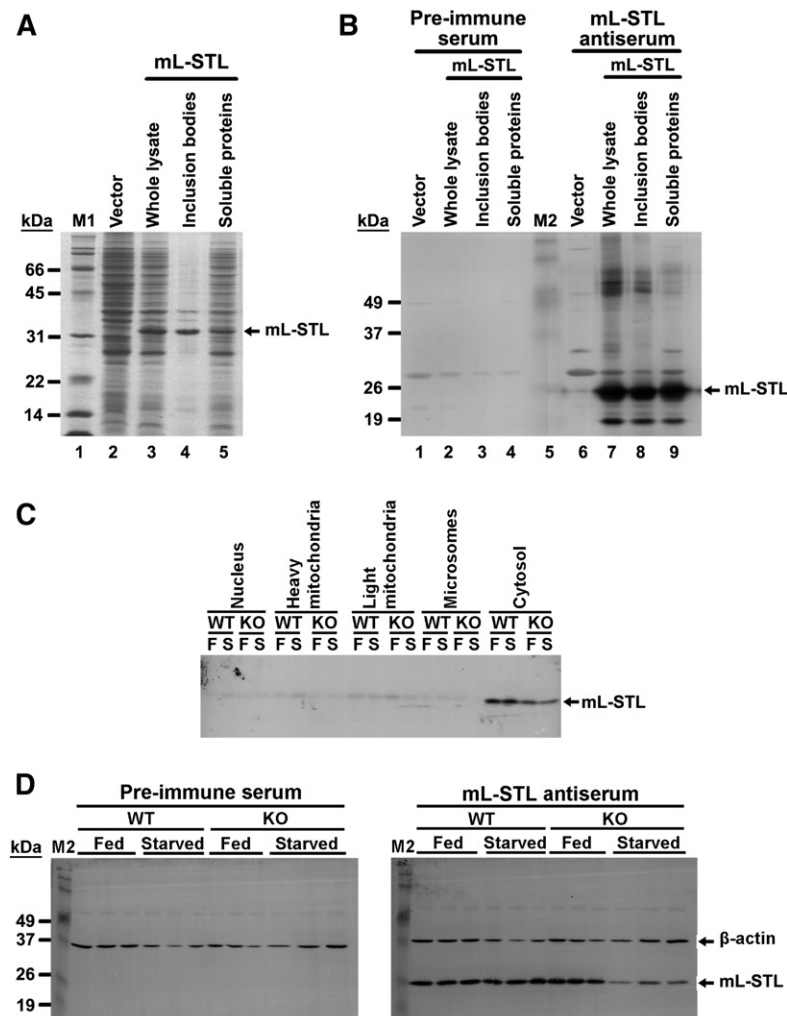 A
mL-STL
kDa
M1
Vector
Whole lysate
Inclusion bodies
Soluble proteins
66
45
31
22
14
mL-STL
1 2 3 4 5
B
Pre-immune serum
mL-STL antiserum
mL-STL
mL-STL
kDa
Vector
Whole lysate
Inclusion bodies
Soluble proteins
M2
Vector
Whole lysate
Inclusion bodies
Soluble proteins
49
37
26
19
mL-STL
1 2 3 4 5 6 7 8 9
C
Nucleus
Heavy mitochondria
Light mitochondria
Microsomes
Cytosol
WT KO WT KO WT KO WT KO WT KO
F S F S F S F S F S F S F S F S F S F S
mL-STL
D
Pre-immune serum
WT KO
kDa M2 Fed Starved Fed Starved
49
37
26
19
mL-STL antiserum
WT KO
M2 Fed Starved Fed Starved
β-actin
mL-STL